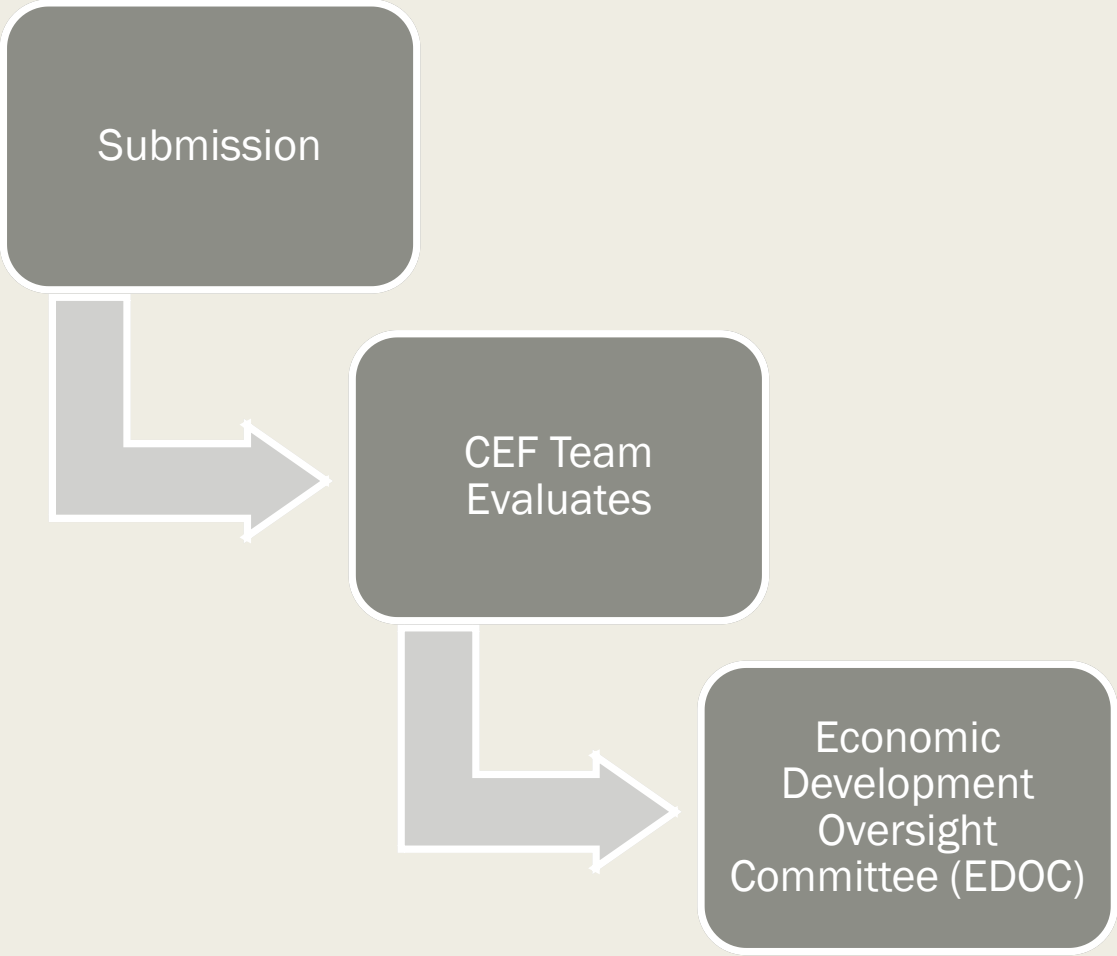 Submission
CEF Team
Evaluates
Economic
Development
Oversight
Committee (EDOC)